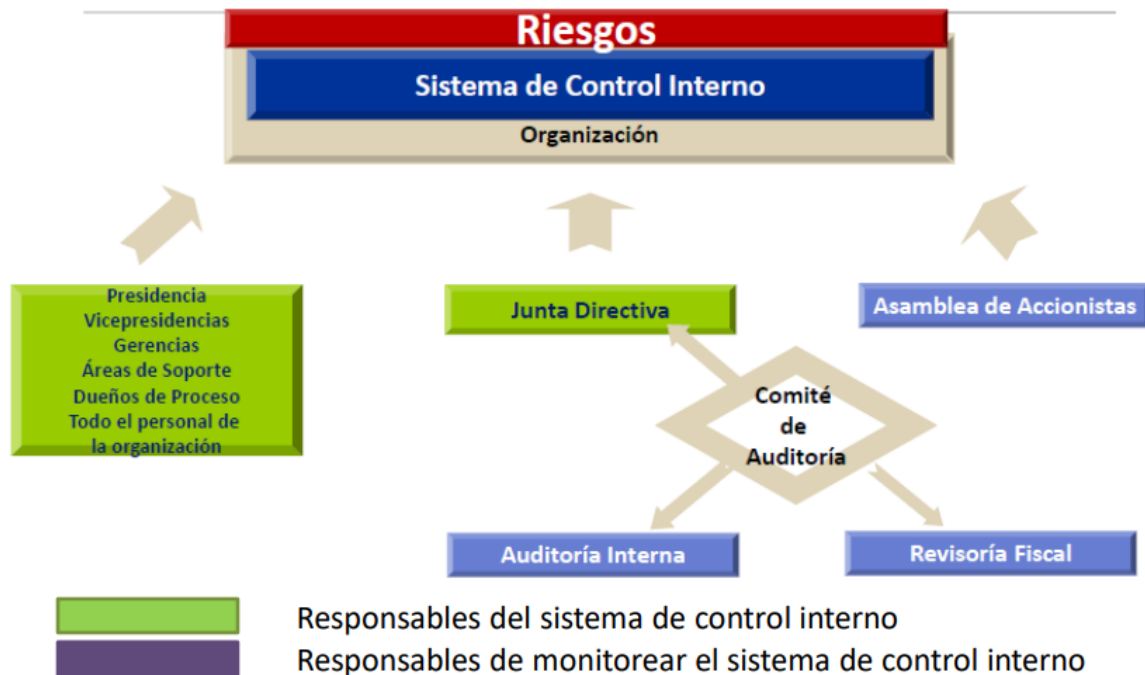 Riesgos
Sistema de Control Interno
Organización
Presidencia
Vicepresidencias
Gerencias
Áreas de Soporte
Dueños de Proceso
Todo el personal de
la organización
Junta Directiva
Asamblea de Accionistas
Comité
de
Auditoría
Auditoría Interna
Revisoría Fiscal
Responsables del sistema de control interno
Responsables de monitorear el sistema de control interno